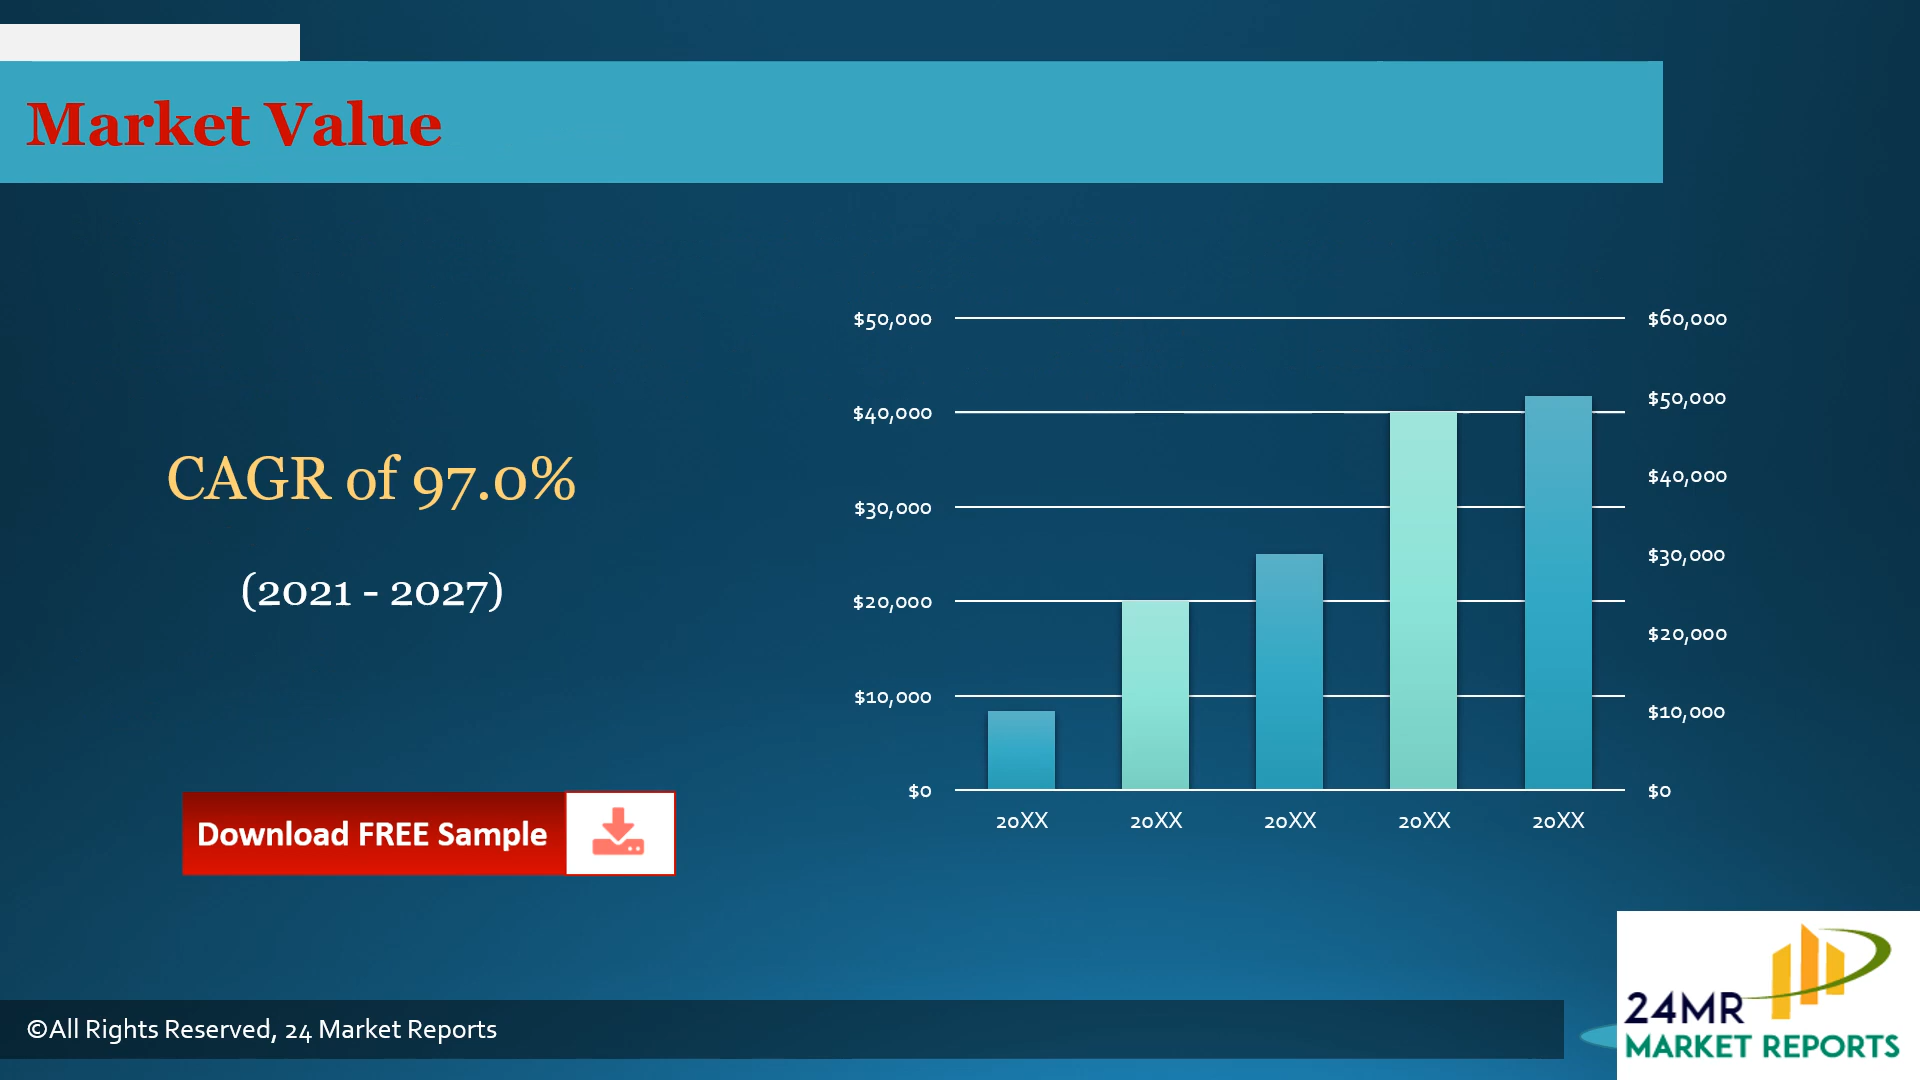 Market Value
CAGR of 97.0%
(2021 - 2027)
Download FREE Sample
$50,000
$40,000
$30,000
$20,000
$10,000
$0
$60,000
$50,000
$40,000
$30,000
$20,000
$10,000
$0
20XX 20XX 20XX 20XX 20XX
©All Rights Reserved, 24 Market Reports
24MR
MARKET REPORTS